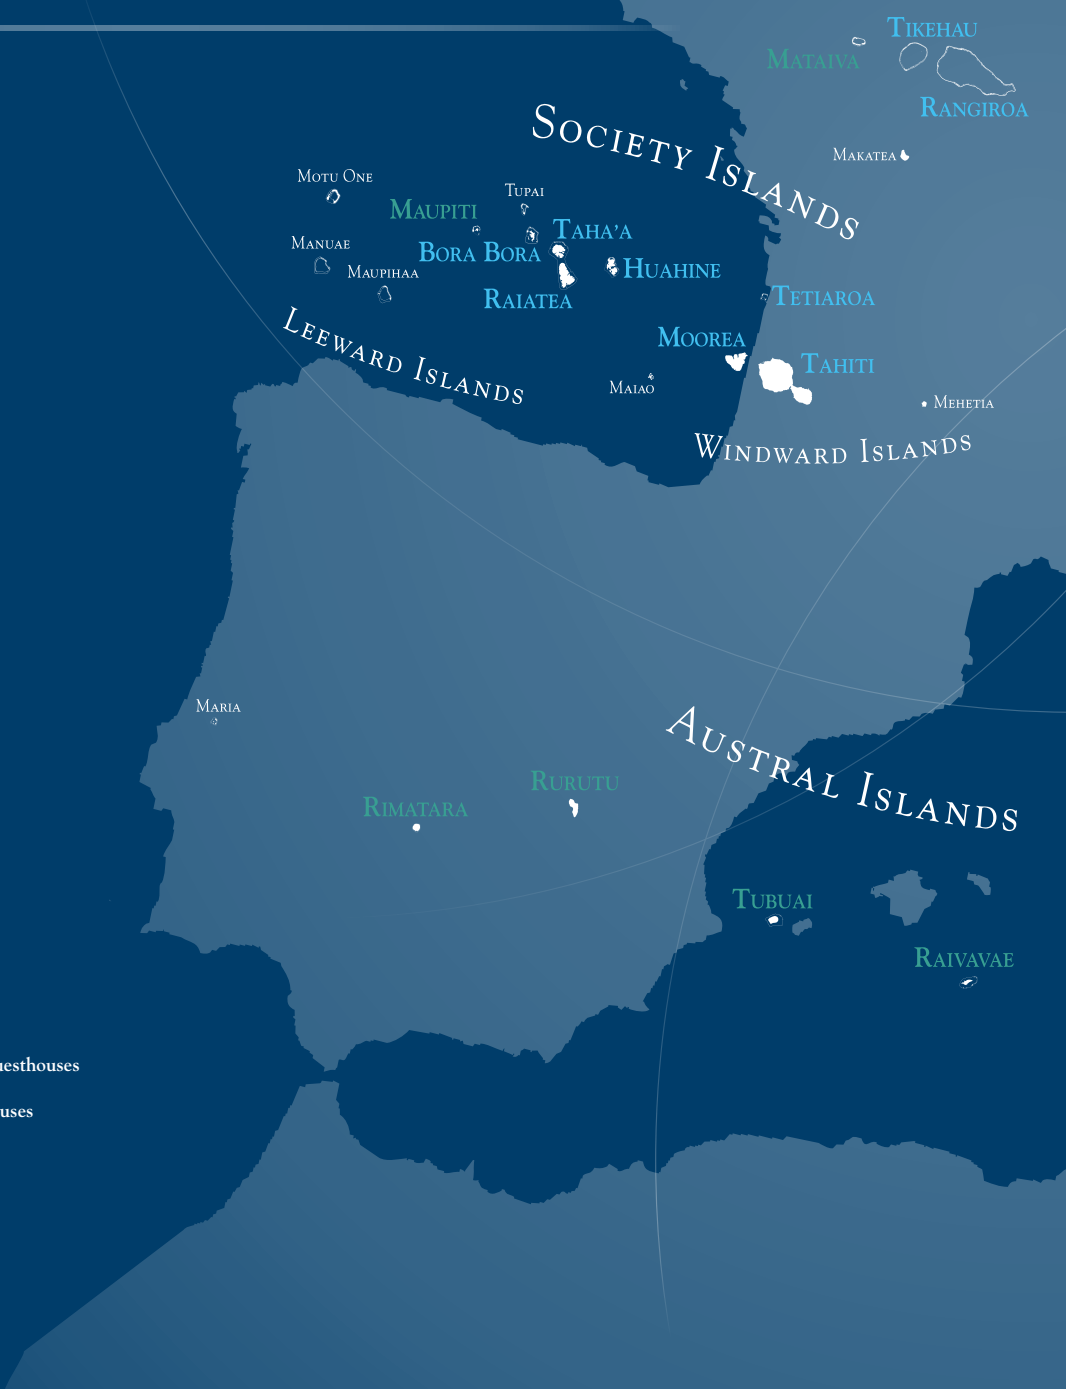 Tikehau
Mataiva
Rangiroa
Society Islands
Makatea
Motu One
Tupai
Maupiti
Taha'a
Manuae
Bora Bora
Huahine
Maupihaa
Raiatea
Tetiaroa
Leeward Islands
Moorea
Tahiti
Maiao
Mehetia
Windward Islands
Maria
Austral Islands
Rurutu
Rimatara
Tubuai
Raivavae
uesthouses
uses